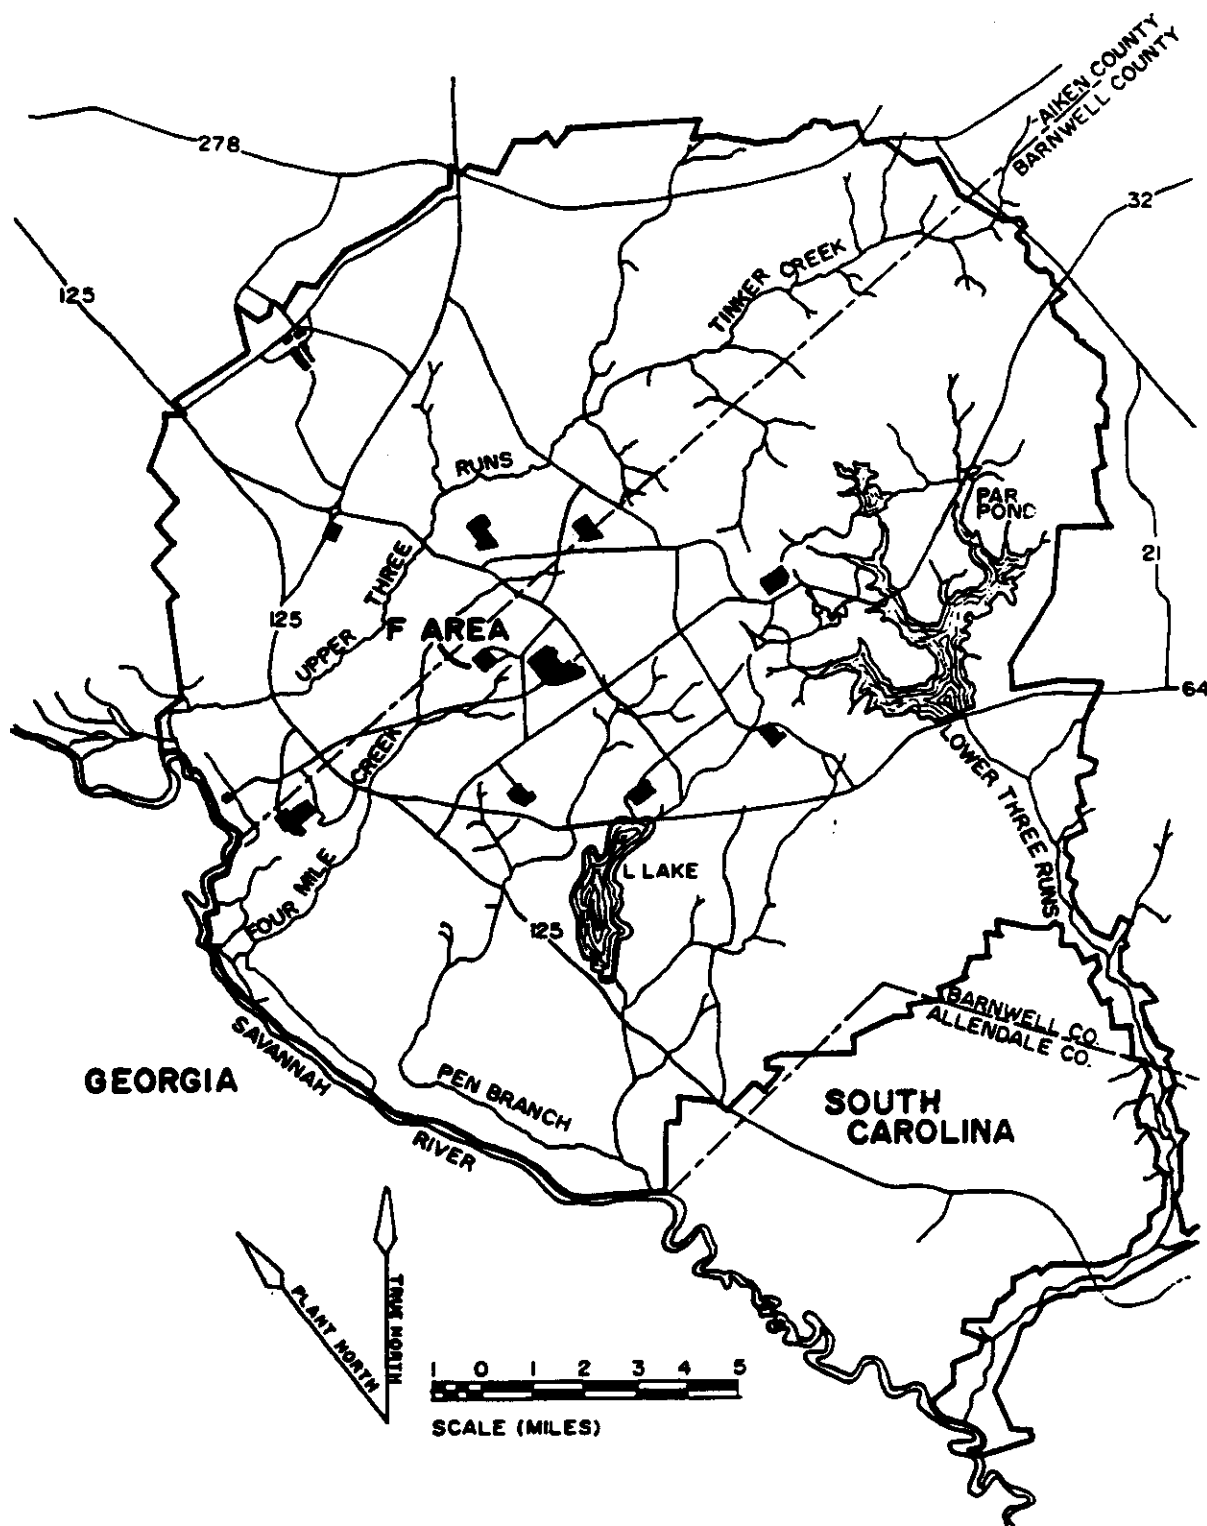 AIKEN COUNTY
BARNWELL COUNTY
278
32
125
TINKER CREEK
RUNS
PAR
POND
THREE
21
125
F AREA
UPPER
64
CREEK
LOWER THREE RUNS
L LAKE
FOUR MILE
125
BARNWELL CO.
ALLENDALE CO.
SAVANNAH
GEORGIA
PEN BRANCH
SOUTH
CAROLINA
RIVER
PLANT NORTH
TRUE NORTH
1 0 1 2 3 4 5
SCALE (MILES)